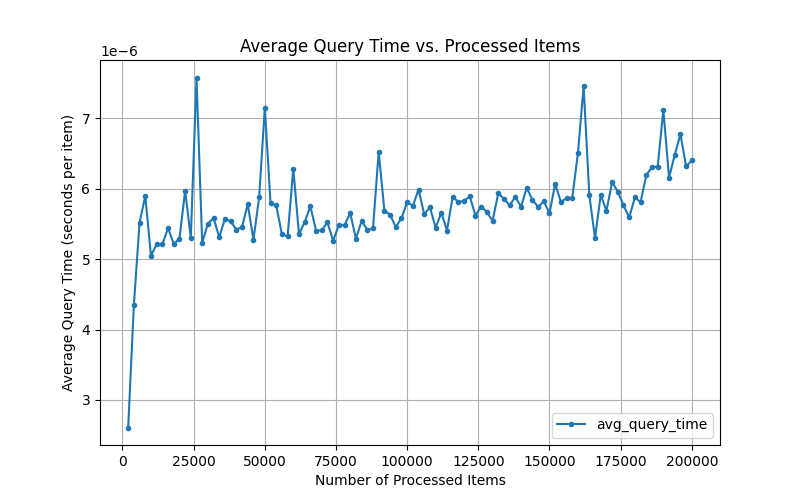 Average Query Time vs. Processed Items
1e−6
Average Query Time (seconds per item)
7
6
5
4
3
0 25000 50000 75000 100000 125000 150000 175000 200000
Number of Processed Items
avg_query_time